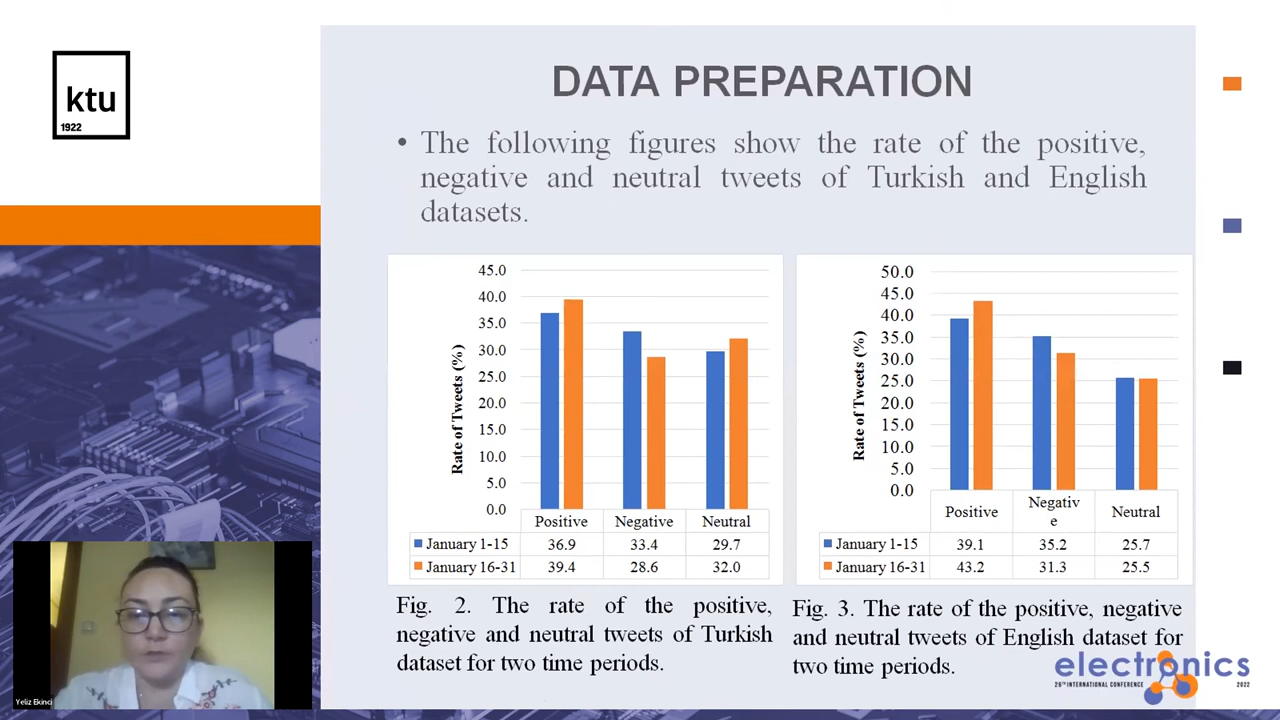 ktu
1922
DATA PREPARATION
• The following figures show the rate of the positive,
negative and neutral tweets of Turkish and English
datasets.
Rate of Tweets (%)
45.0
40.0
35.0
30.0
25.0
20.0
15.0
10.0
5.0
0.0
Positive Negative Neutral
January 1-15 36.9 33.4 29.7
January 16-31 39.4 28.6 32.0
Fig. 2. The rate of the positive,
negative and neutral tweets of Turkish
dataset for two time periods.
Rate of Tweets (%)
50.0
45.0
40.0
35.0
30.0
25.0
20.0
15.0
10.0
5.0
0.0
Positive Negativ Neutral
e
January 1-15 39.1 35.2 25.7
January 16-31 43.2 31.3 25.5
Fig. 3. The rate of the positive, negative
and neutral tweets of English dataset for
two time periods.
electronics
26TH INTERNATIONAL CONFERENCE 2022
Yeliz Ekinci